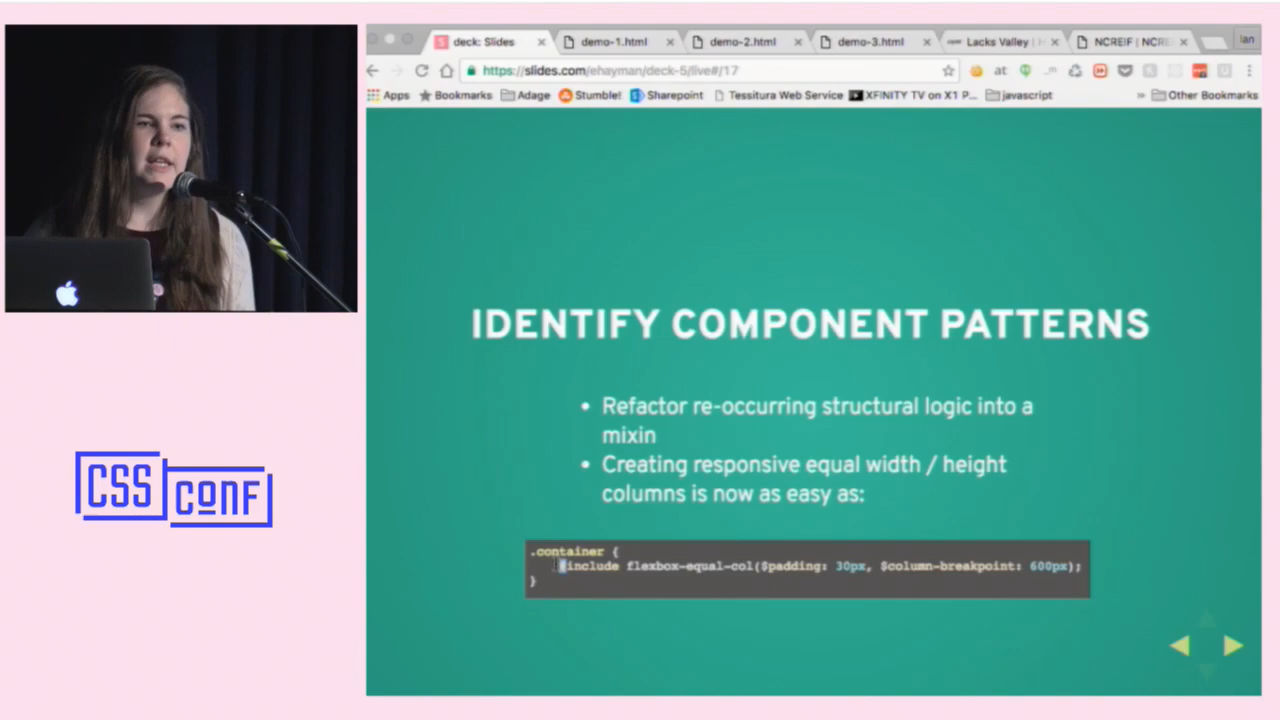 deck: Slides
demo-1.html
demo-2.html
demo-3.html
Lacks Valley
NCREIF | NCRE
Ian
https://slides.com/ehayman/deck-5/live#/17
at
Apps
Bookmarks
Adage
Stumble!
Sharepoint
Tessitura Web Service
XFINITY TV on X1 P...
javascript
Other Bookmarks
IDENTIFY COMPONENT PATTERNS
• Refactor re-occurring structural logic into a
mixin
• Creating responsive equal width / height
columns is now as easy as:
.container {
@include flexbox-equal-col($padding: 30px, $column-breakpoint: 600px);
}
CSS
CONF